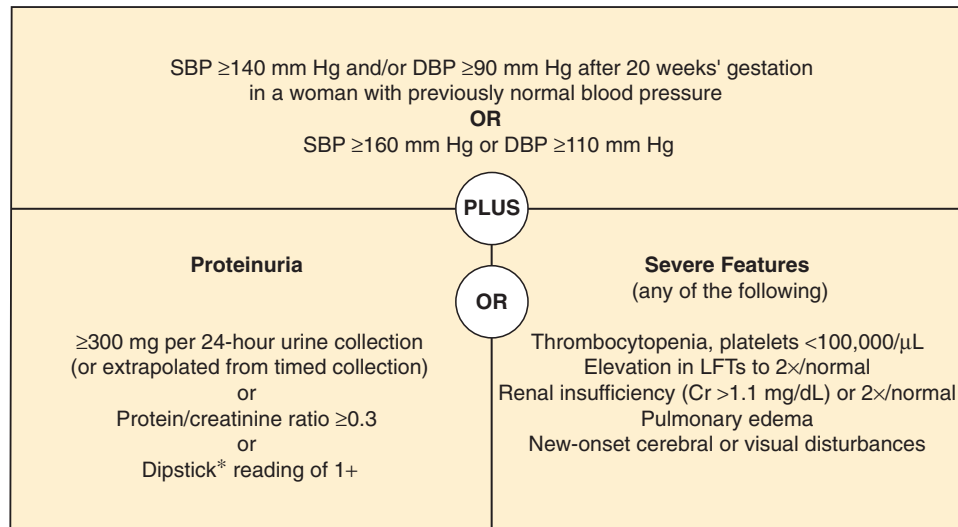 SBP ≥140 mm Hg and/or DBP ≥90 mm Hg after 20 weeks' gestation
in a woman with previously normal blood pressure
OR
SBP ≥160 mm Hg or DBP ≥110 mm Hg
PLUS
Proteinuria
≥300 mg per 24-hour urine collection
(or extrapolated from timed collection)
or
Protein/creatinine ratio ≥0.3
or
Dipstick* reading of 1+
OR
Severe Features
(any of the following)
Thrombocytopenia, platelets <100,000/μL
Elevation in LFTs to 2×/normal
Renal insufficiency (Cr >1.1 mg/dL) or 2×/normal
Pulmonary edema
New-onset cerebral or visual disturbances